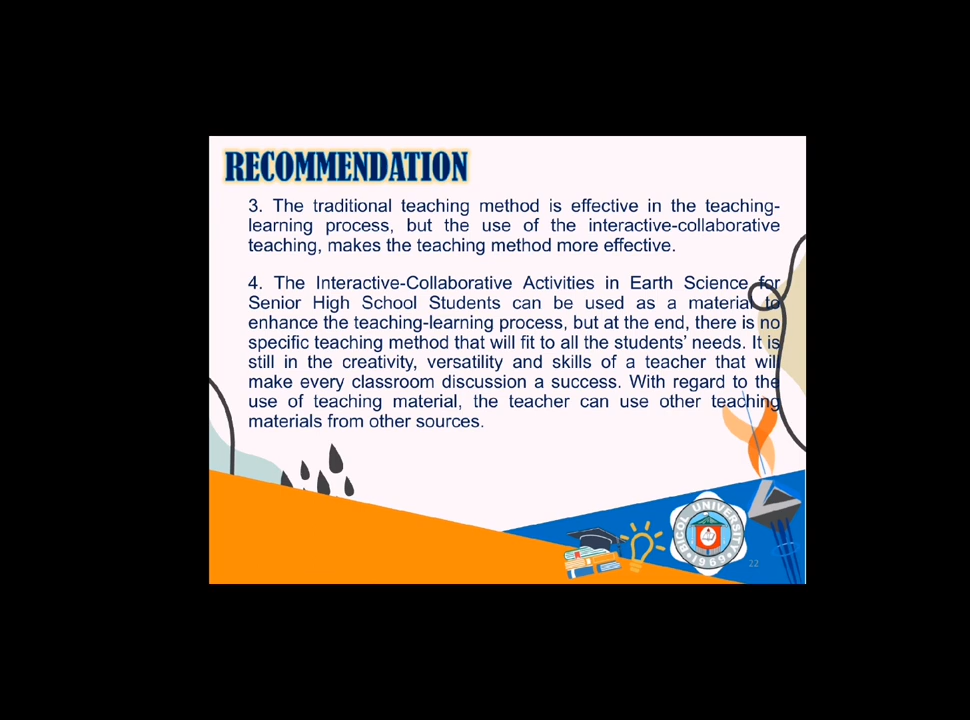 RECOMMENDATION
3. The traditional teaching method is effective in the teaching-
learning process, but the use of the interactive-collaborative
teaching, makes the teaching method more effective.
4. The Interactive-Collaborative Activities in Earth Science for
Senior High School Students can be used as a material to
enhance the teaching-learning process, but at the end, there is no
specific teaching method that will fit to all the students' needs. It is
still in the creativity, versatility and skills of a teacher that will
make every classroom discussion a success. With regard to the
use of teaching material, the teacher can use other teaching
materials from other sources.
BICOL UNIVERSITY
1969
22